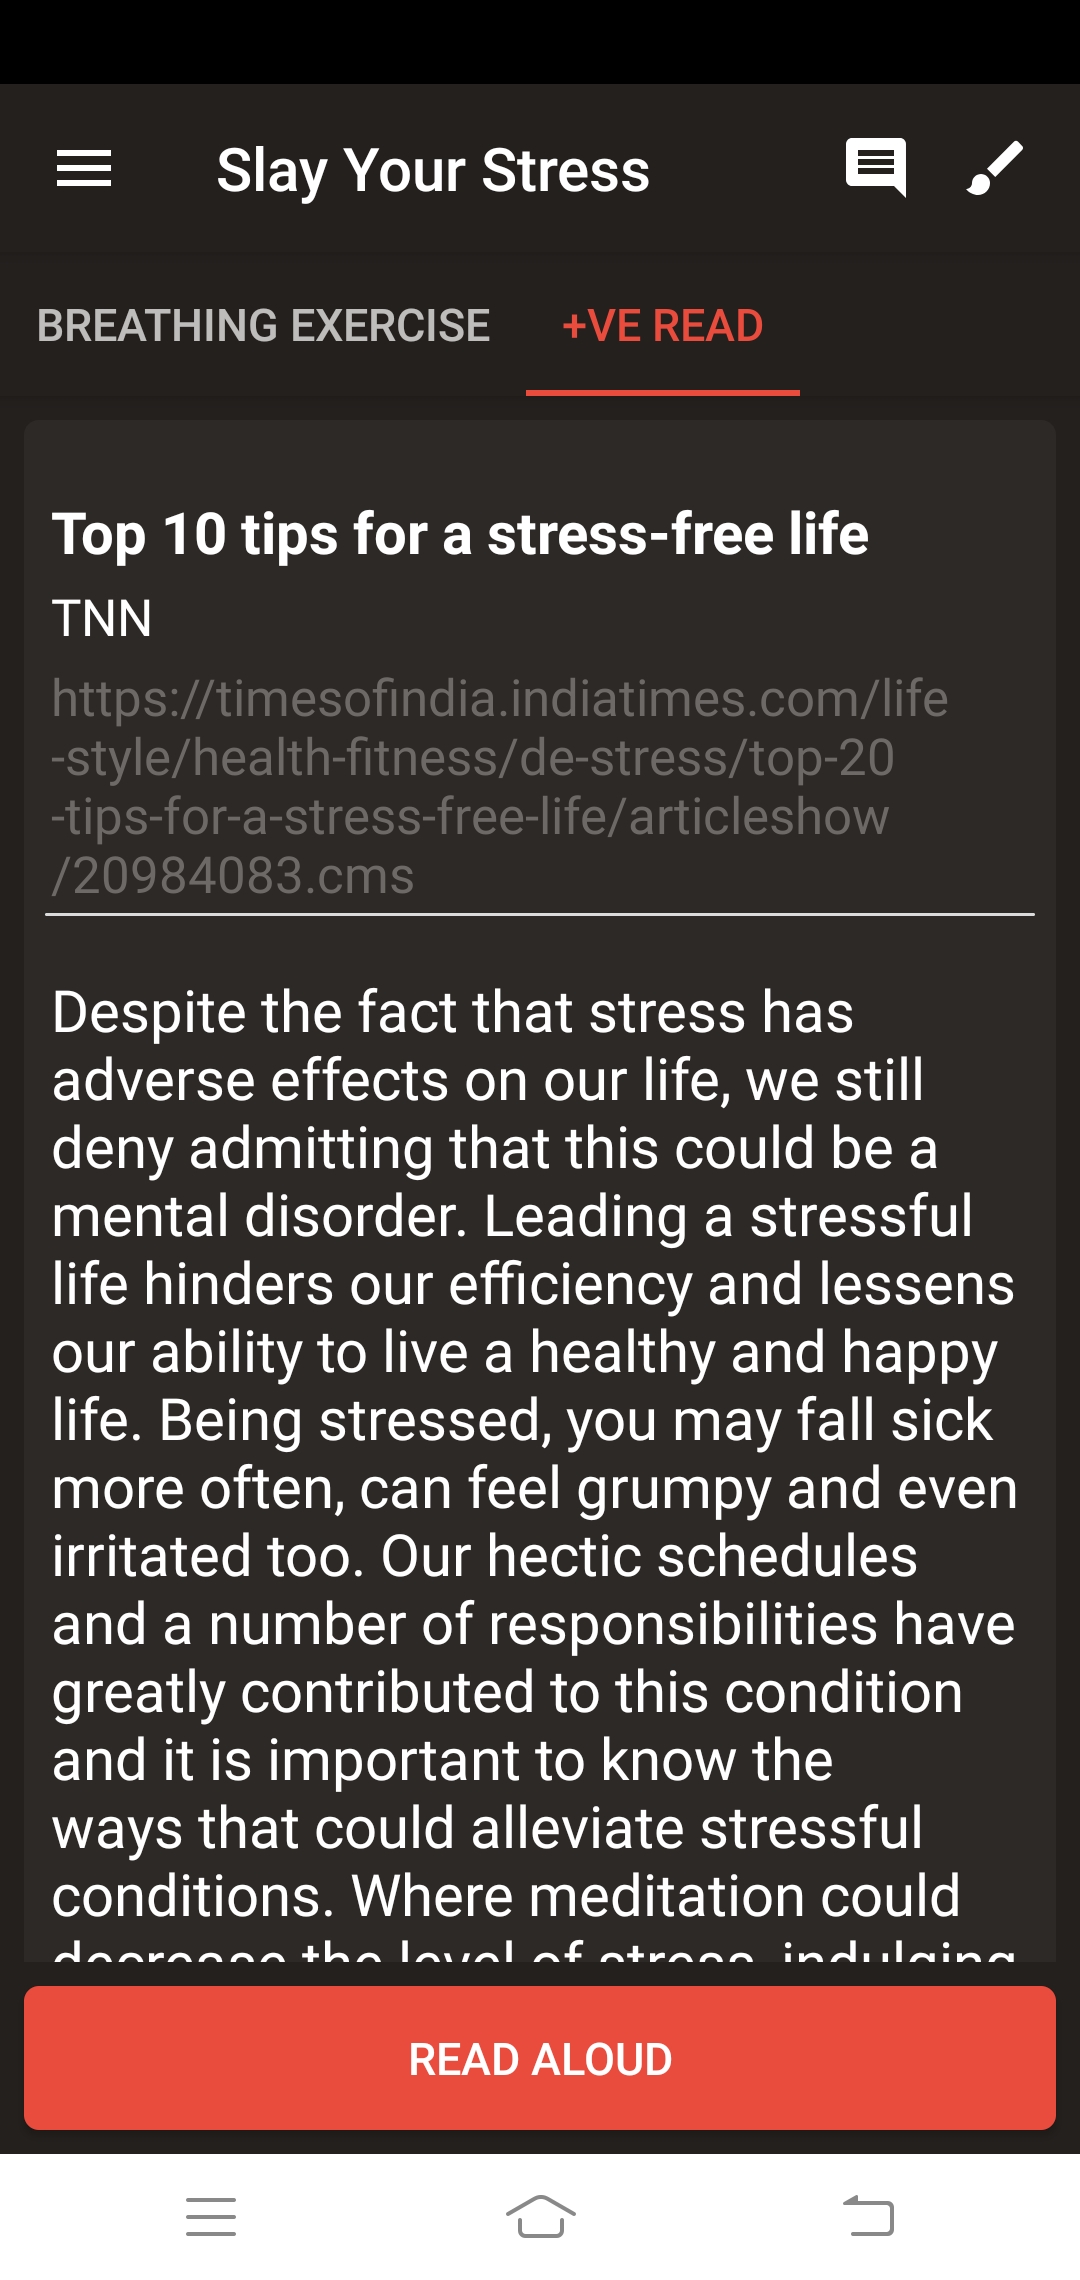 Slay Your Stress
BREATHING EXERCISE
+VE READ
Top 10 tips for a stress-free life
TNN
https://timesofindia.indiatimes.com/life
-style/health-fitness/de-stress/top-20
-tips-for-a-stress-free-life/articleshow
/20984083.cms
Despite the fact that stress has
adverse effects on our life, we still
deny admitting that this could be a
mental disorder. Leading a stressful
life hinders our efficiency and lessens
our ability to live a healthy and happy
life. Being stressed, you may fall sick
more often, can feel grumpy and even
irritated too. Our hectic schedules
and a number of responsibilities have
greatly contributed to this condition
and it is important to know the
ways that could alleviate stressful
conditions. Where meditation could
decrease the level of stress, indulging
READ ALOUD